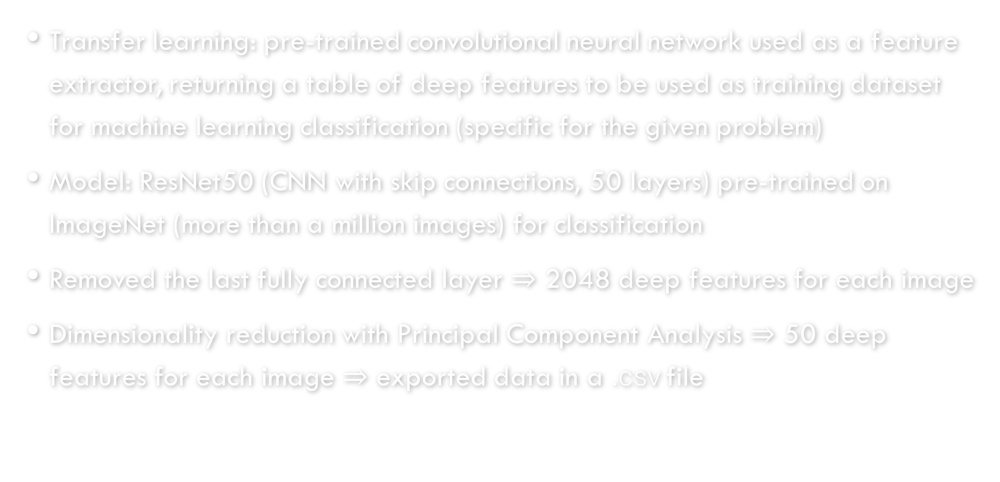 • Transfer learning: pre-trained convolutional neural network used as a feature
extractor, returning a table of deep features to be used as training dataset
for machine learning classification (specific for the given problem)
• Model: ResNet50 (CNN with skip connections, 50 layers) pre-trained on
ImageNet (more than a million images) for classification
• Removed the last fully connected layer ⇒ 2048 deep features for each image
• Dimensionality reduction with Principal Component Analysis ⇒ 50 deep
features for each image ⇒ exported data in a .csv file